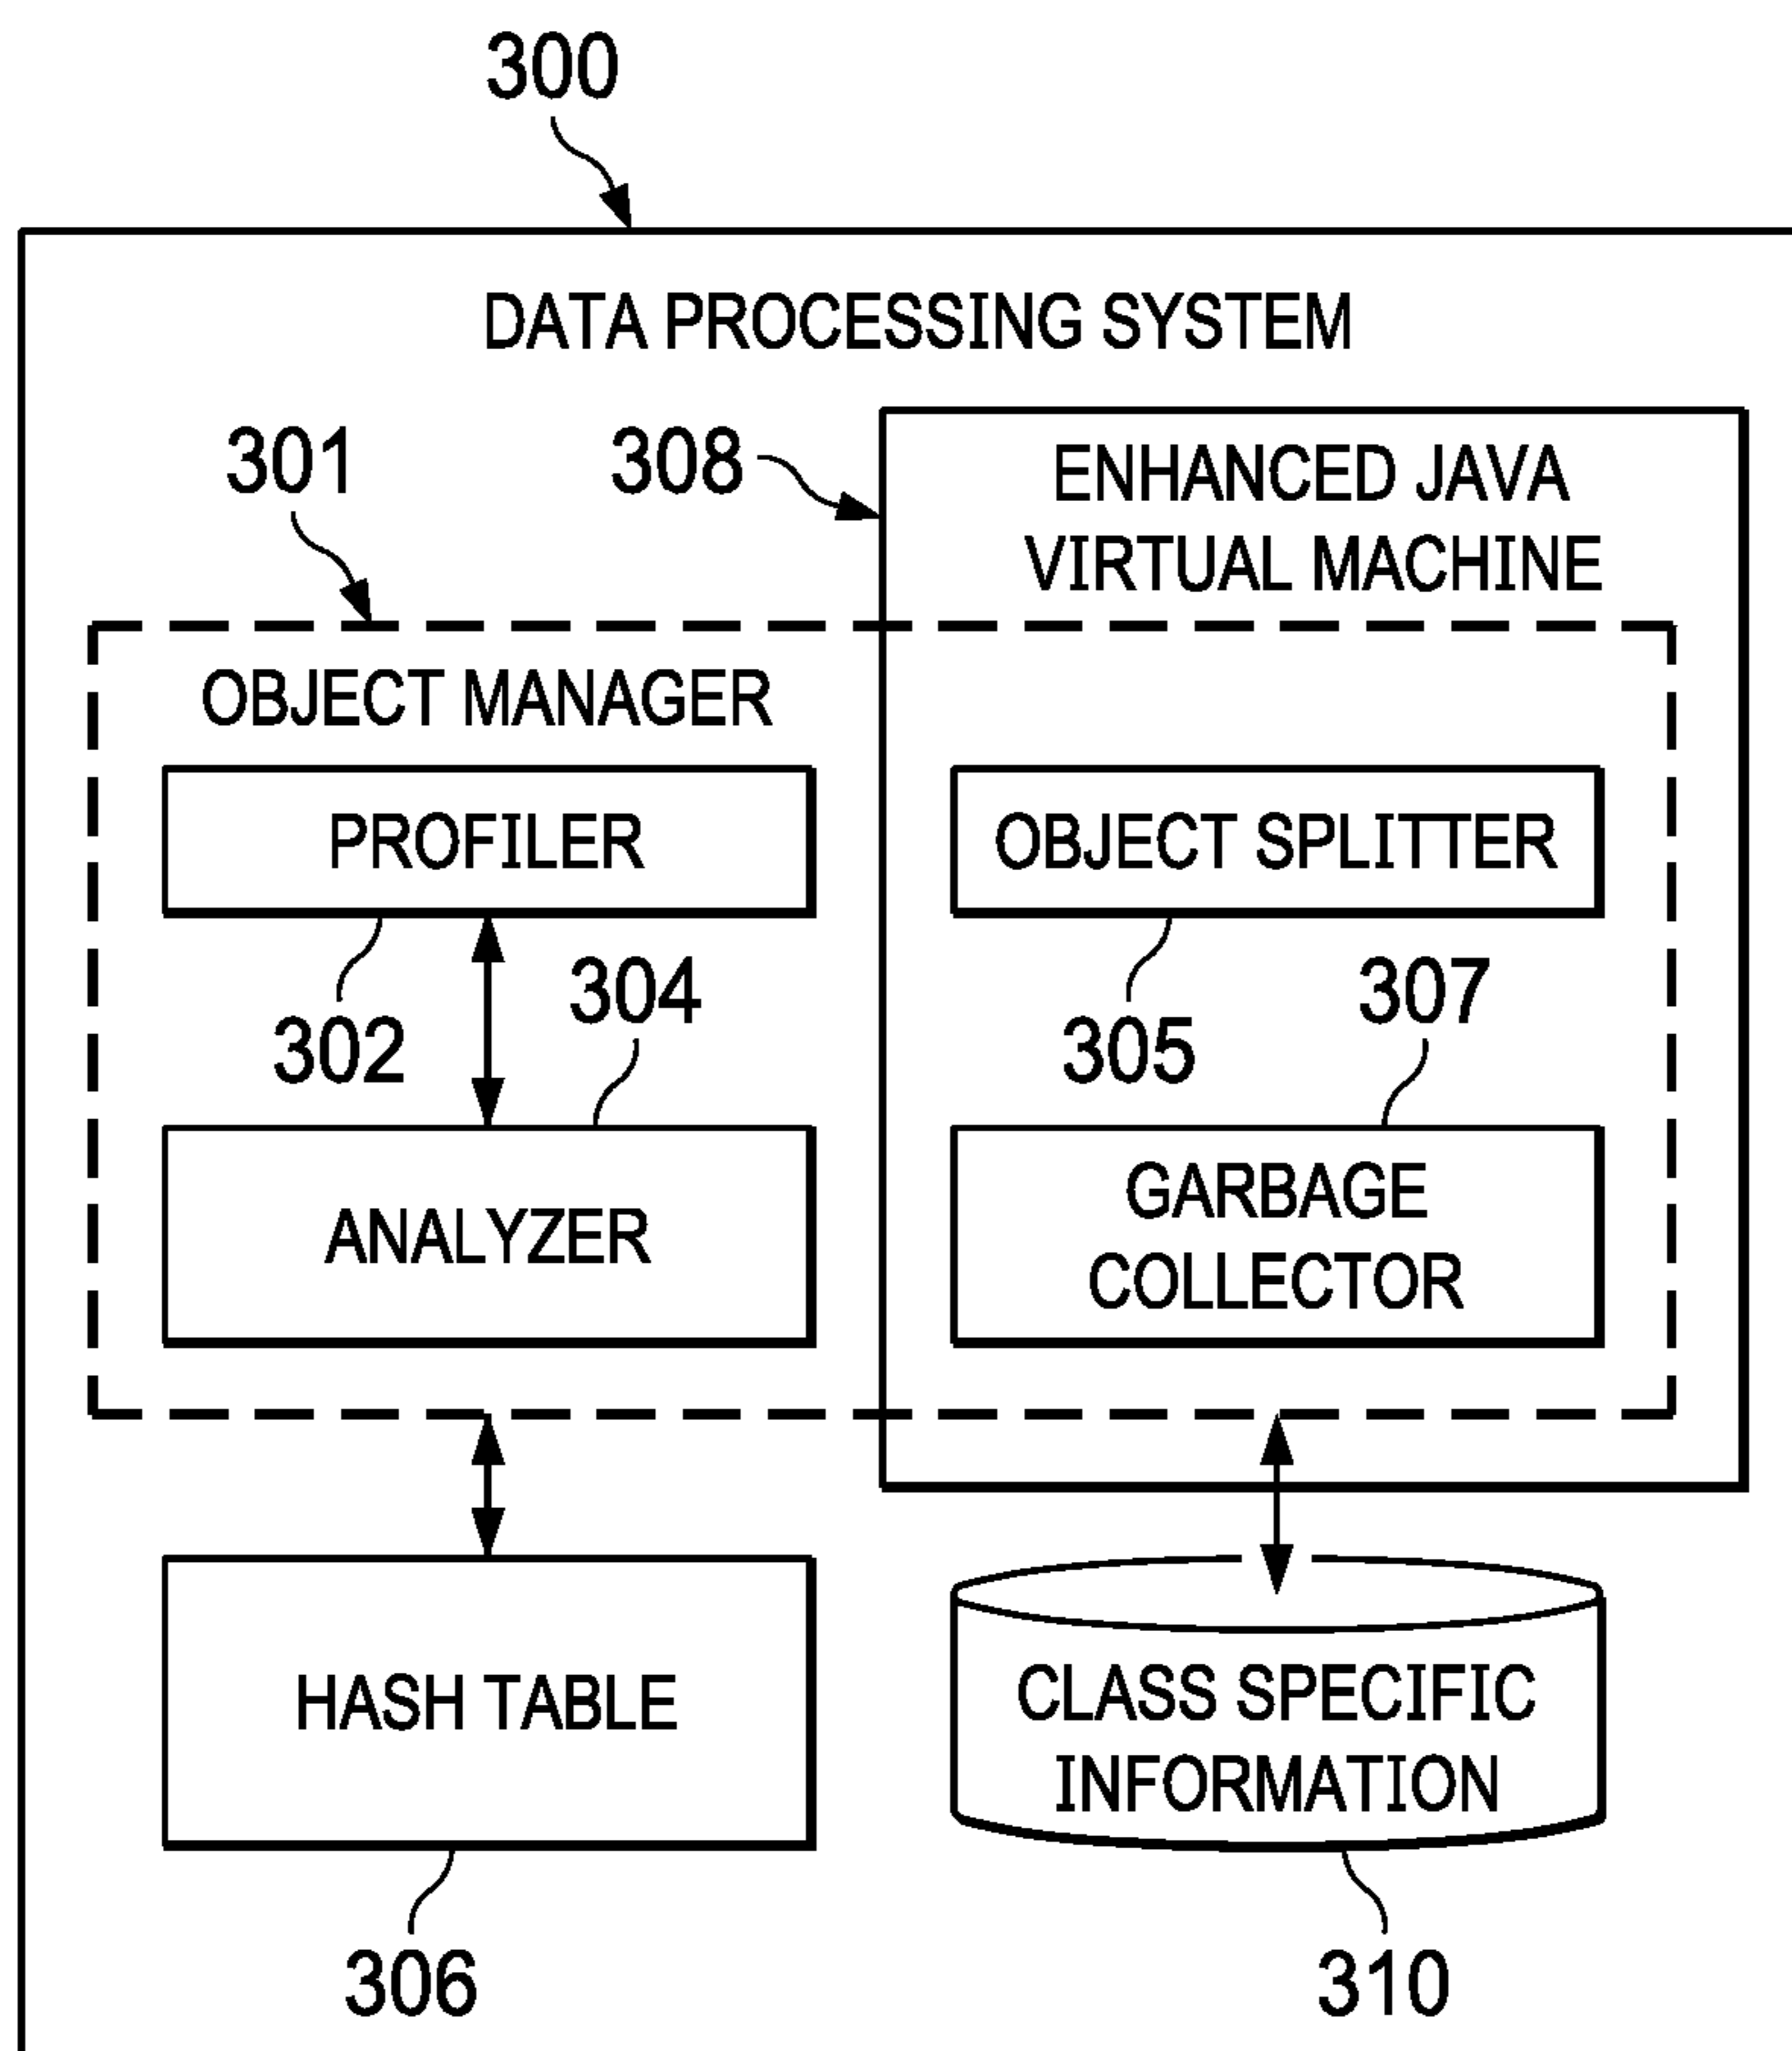 300
DATA PROCESSING SYSTEM
301
308
ENHANCED JAVA
VIRTUAL MACHINE
OBJECT MANAGER
PROFILER
OBJECT SPLITTER
302
304
305
307
ANALYZER
GARBAGE
COLLECTOR
HASH TABLE
CLASS SPECIFIC
INFORMATION
306
310